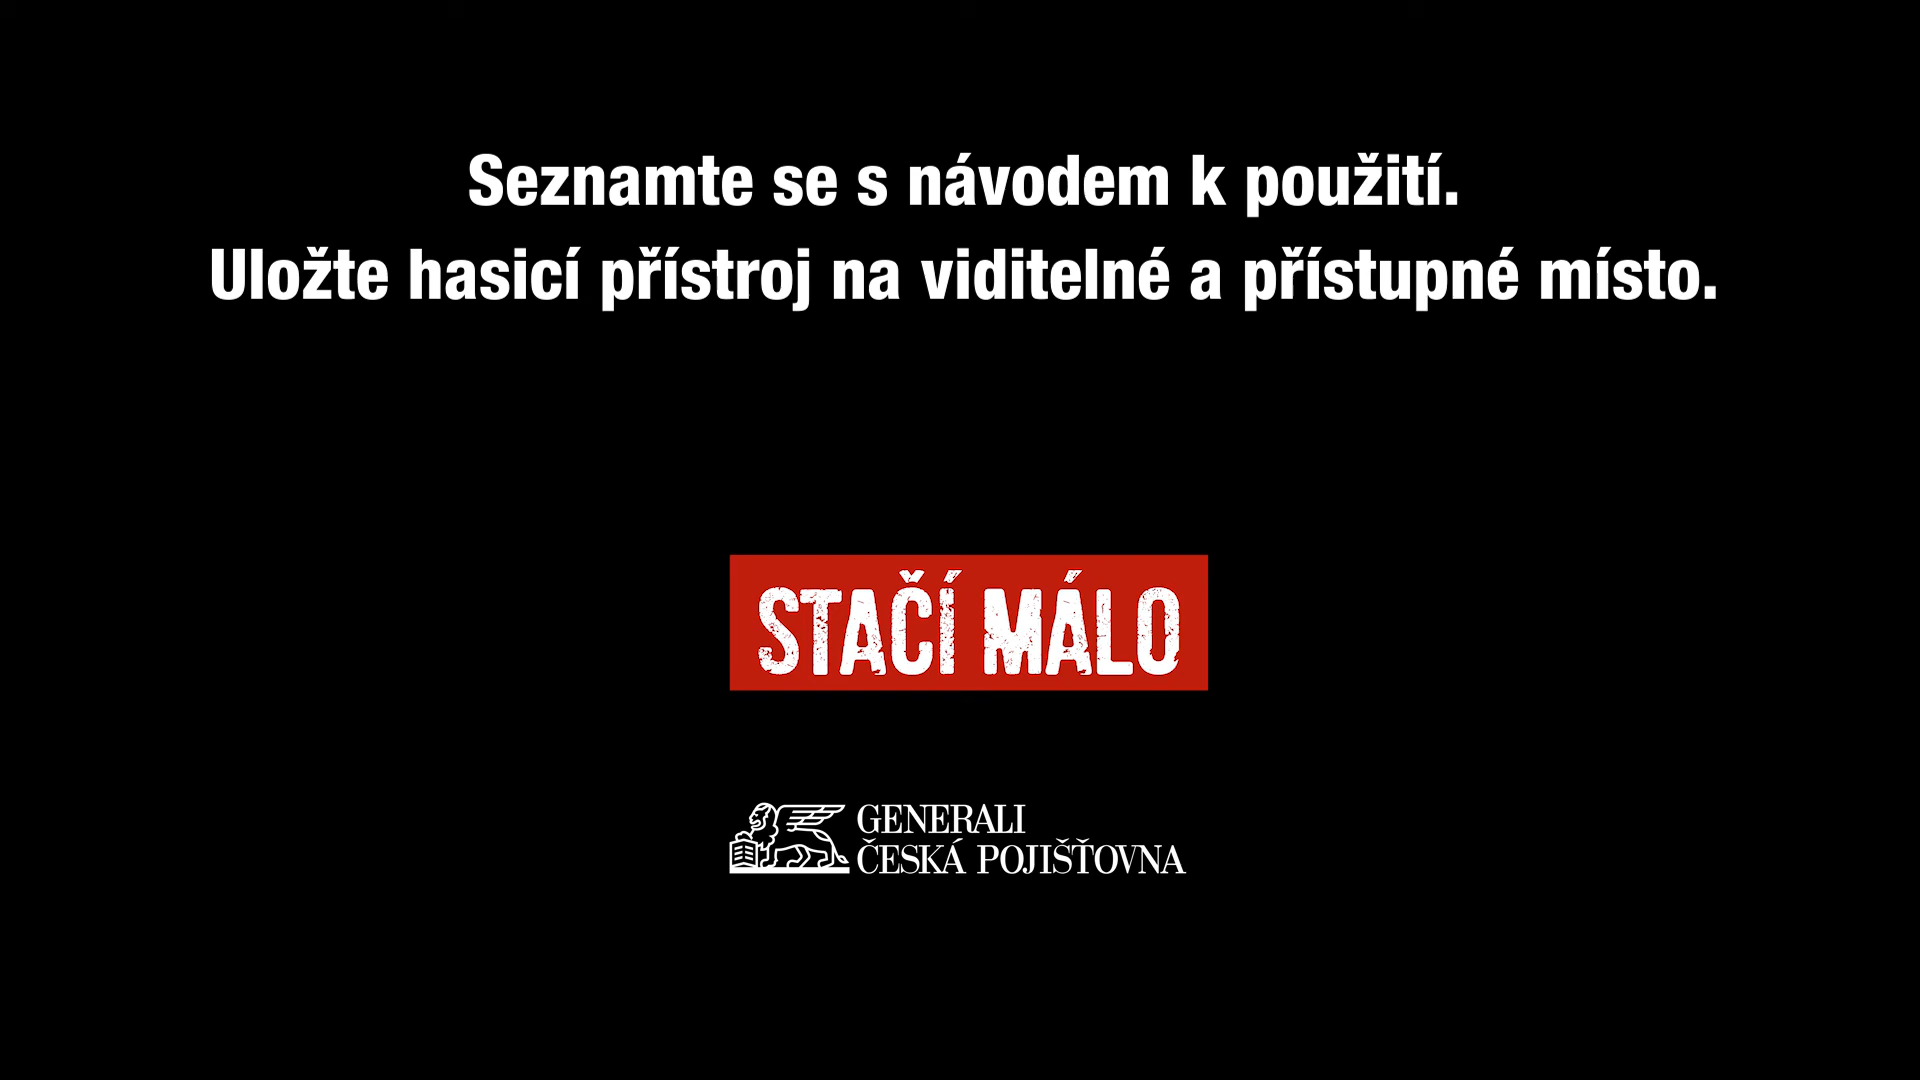 Seznamte se s návodem k použití.
Uložte hasicí přístroj na viditelné a přístupné místo.
STAČÍ MÁLO
GENERALI
ČESKÁ POJIŠŤOVNA